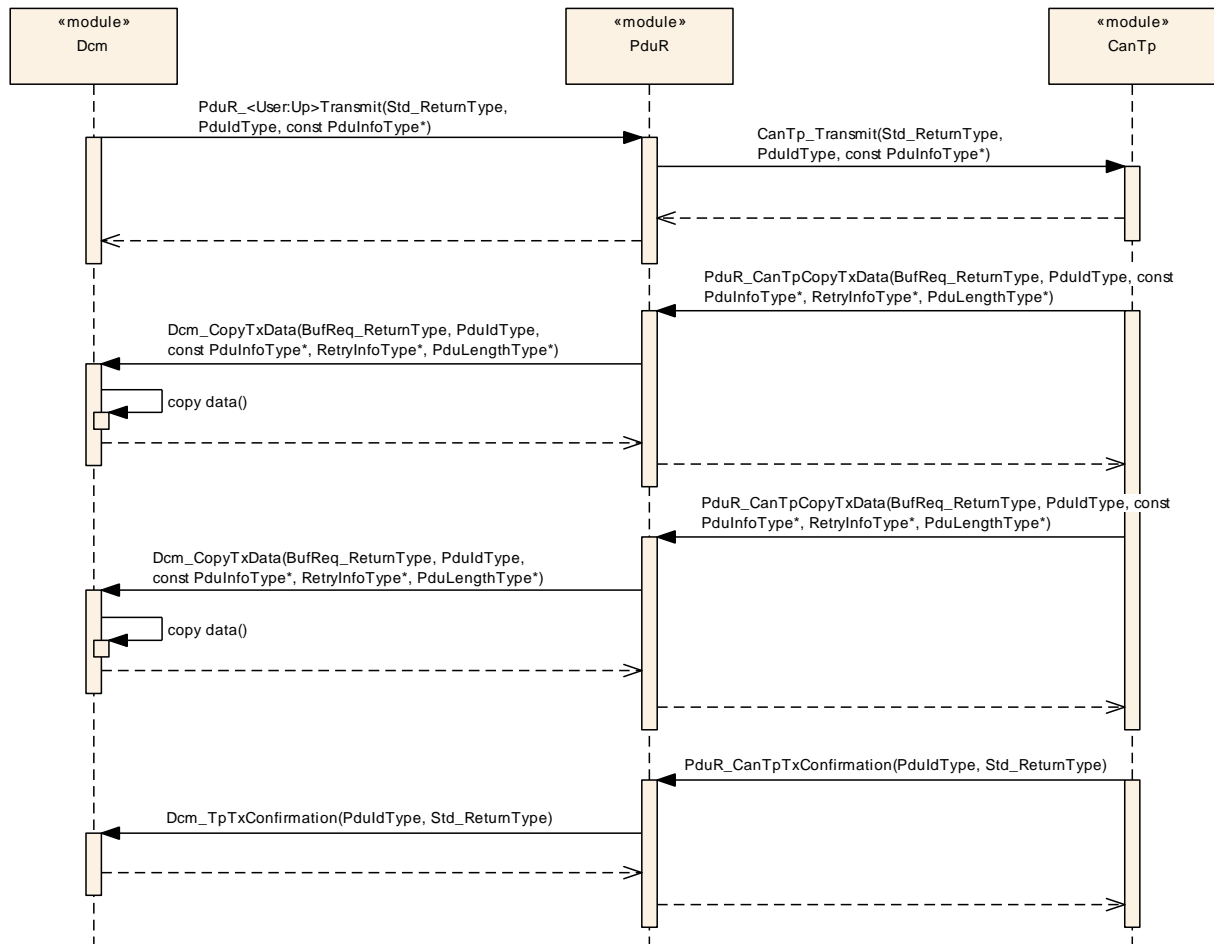 «module»
Dcm
«module»
PduR
«module»
CanTp
PduR_<User:Up>Transmit(Std_ReturnType,
PduIdType, const PduInfoType*)
CanTp_Transmit(Std_ReturnType,
PduIdType, const PduInfoType*)
PduR_CanTpCopyTxData(BufReq_ReturnType, PduIdType, const
PduInfoType*, RetryInfoType*, PduLengthType*)
Dcm_CopyTxData(BufReq_ReturnType, PduIdType,
const PduInfoType*, RetryInfoType*, PduLengthType*)
copy data()
PduR_CanTpCopyTxData(BufReq_ReturnType, PduIdType, const
PduInfoType*, RetryInfoType*, PduLengthType*)
Dcm_CopyTxData(BufReq_ReturnType, PduIdType,
const PduInfoType*, RetryInfoType*, PduLengthType*)
copy data()
PduR_CanTpTxConfirmation(PduIdType, Std_ReturnType)
Dcm_TpTxConfirmation(PduIdType, Std_ReturnType)